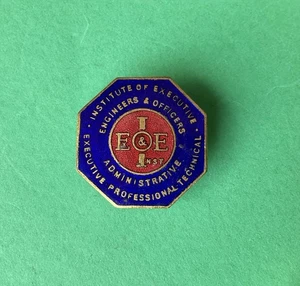 · INSTITUTE OF EXECUTIVE ·
ENGINEERS & OFFICERS
I
E&E
INST
ADMINISTRATIVE
EXECUTIVE PROFESSIONAL TECHNICAL